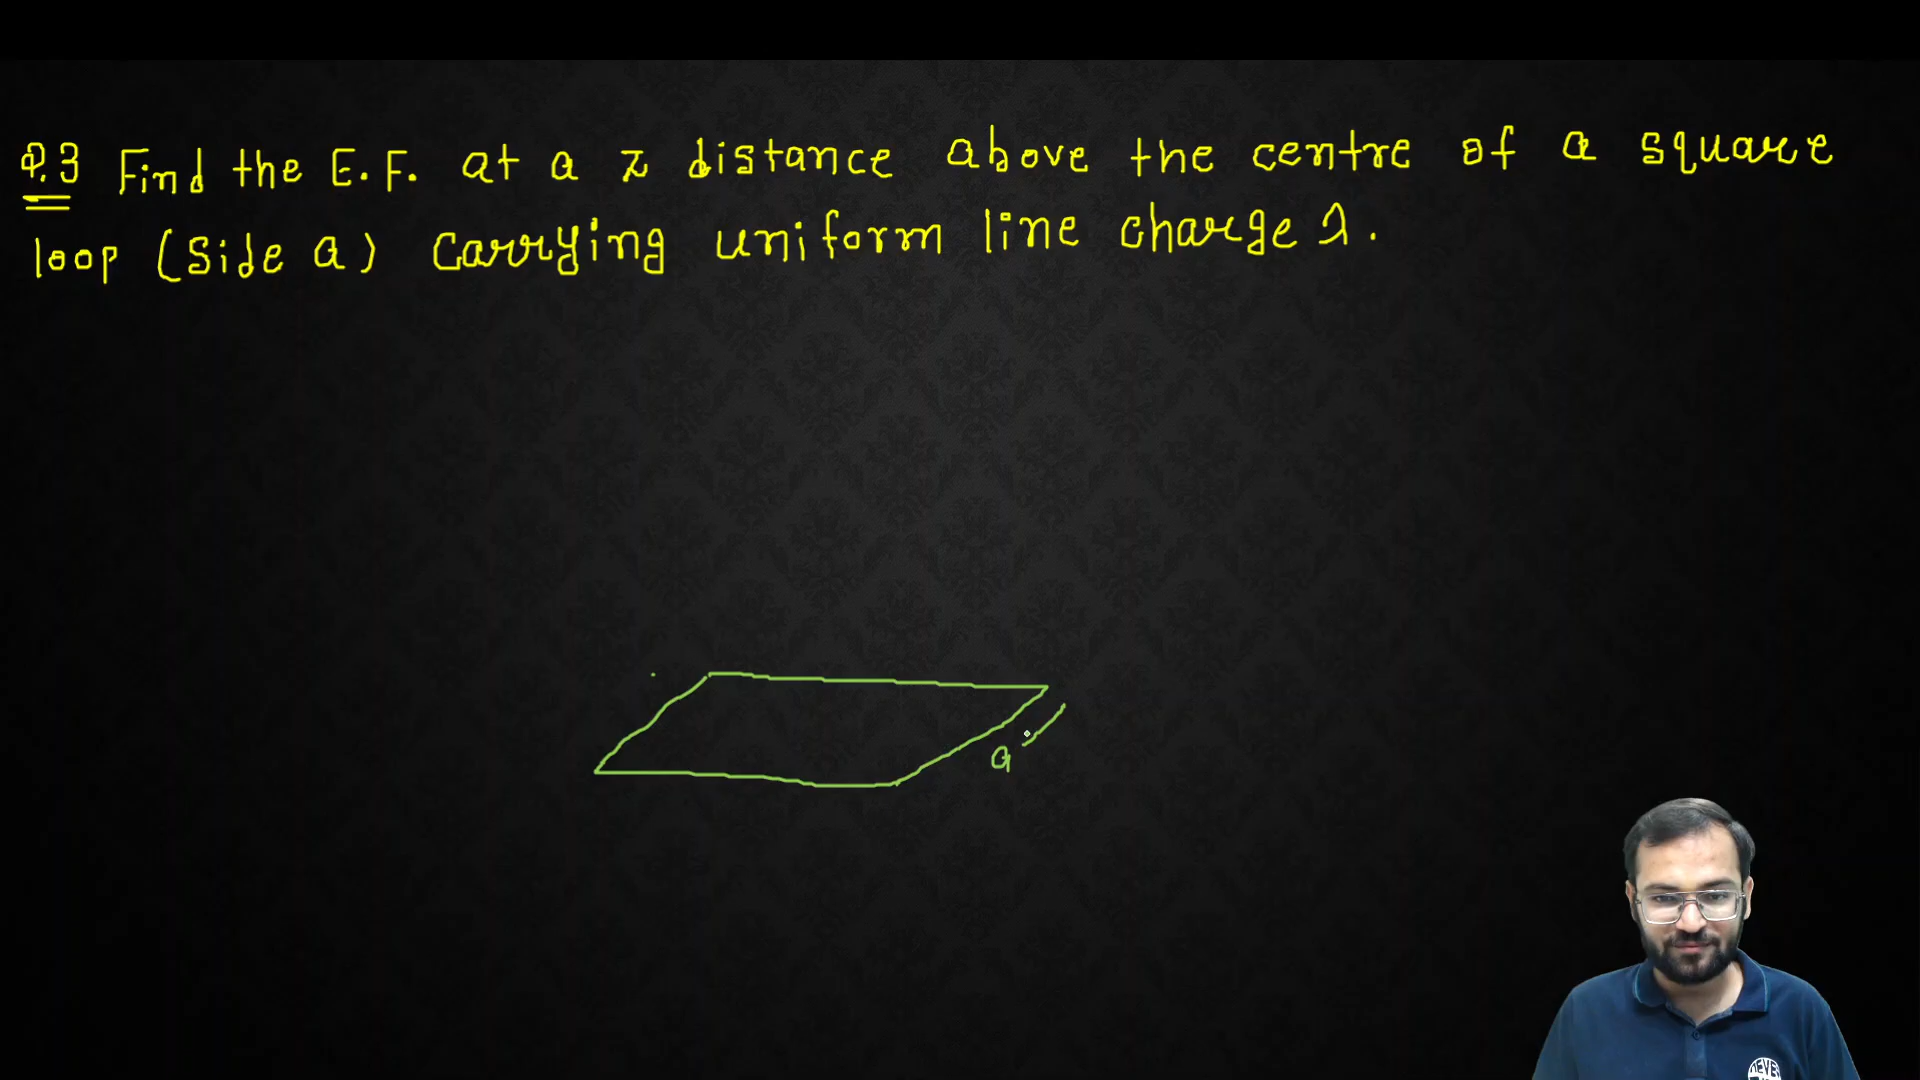 Q.3 Find the E.F. at a z distance above the centre of a square
loop (Side a) Carrying uniform line charge λ.
a